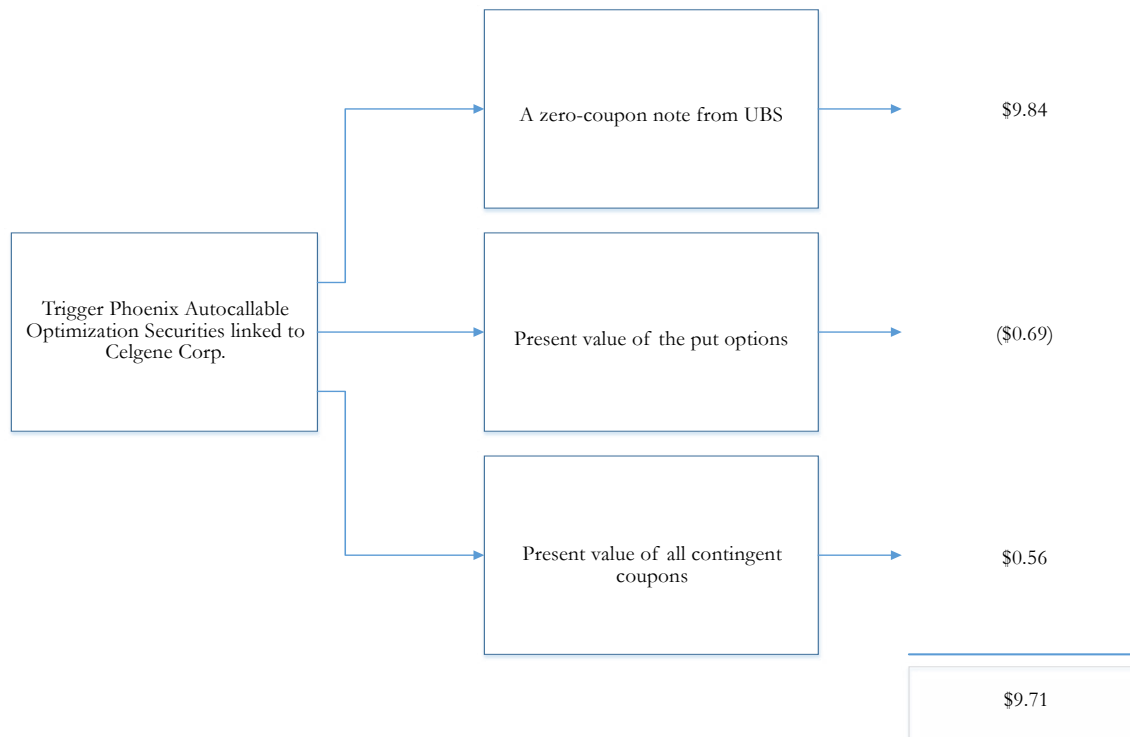 A zero-coupon note from UBS
$9.84
Trigger Phoenix Autocallable
Optimization Securities linked to
Celgene Corp.
Present value of the put options
($0.69)
Present value of all contingent
coupons
$0.56
$9.71